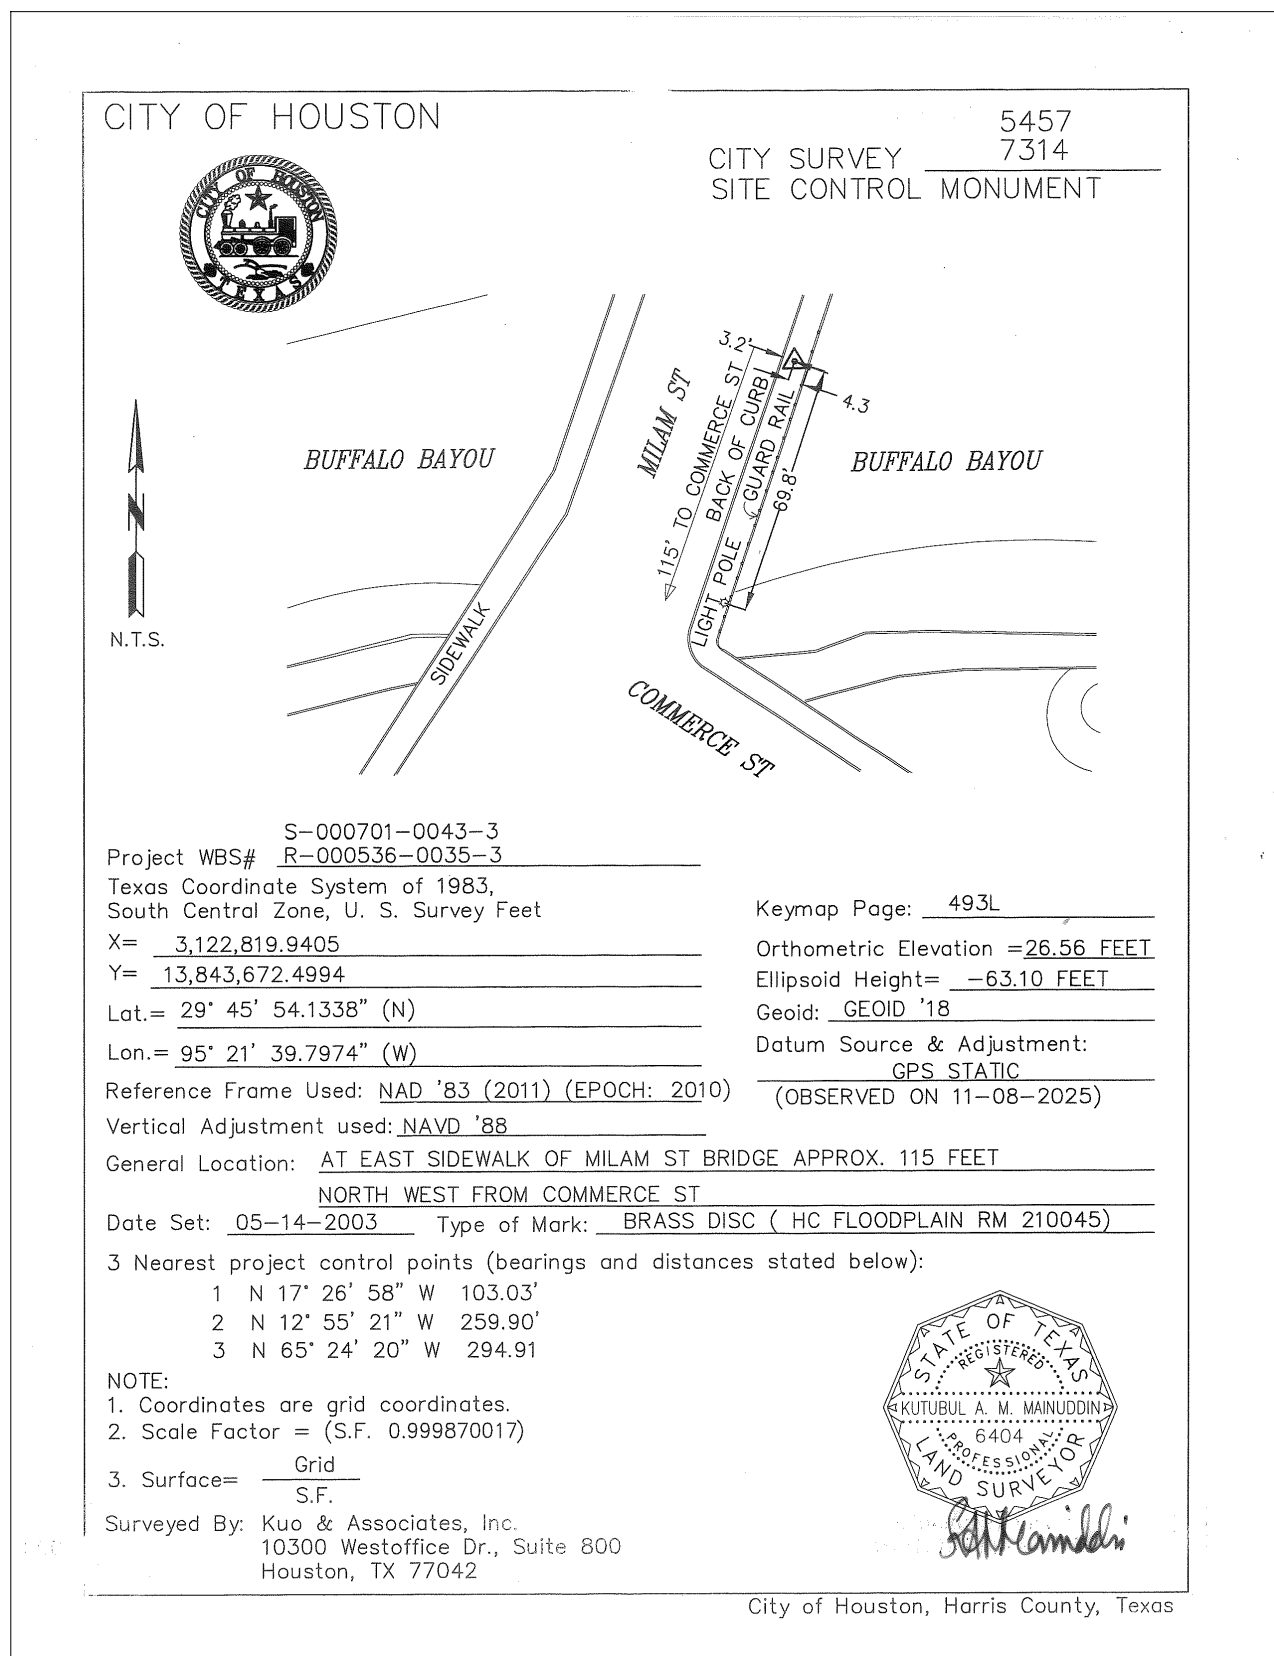 CITY OF HOUSTON
5457
7314
CITY SURVEY
SITE CONTROL MONUMENT
CITY OF HOUSTON
TEXAS
3.2'
MILAM ST
115' TO COMMERCE ST
BACK OF CURB
GUARD RAIL
4.3
69.8'
LIGHT POLE
BUFFALO BAYOU
BUFFALO BAYOU
N
N.T.S.
SIDEWALK
COMMERCE ST
S-000701-0043-3
Project WBS# R-000536-0035-3
Texas Coordinate System of 1983,
South Central Zone, U. S. Survey Feet
X= 3,122,819.9405
Y= 13,843,672.4994
Lat.= 29° 45' 54.1338" (N)
Lon.= 95° 21' 39.7974" (W)
Reference Frame Used: NAD '83 (2011) (EPOCH: 2010)
Vertical Adjustment used: NAVD '88
Keymap Page: 493L
Orthometric Elevation =26.56 FEET
Ellipsoid Height= -63.10 FEET
Geoid: GEOID '18
Datum Source & Adjustment:
GPS STATIC
(OBSERVED ON 11-08-2025)
General Location: AT EAST SIDEWALK OF MILAM ST BRIDGE APPROX. 115 FEET
NORTH WEST FROM COMMERCE ST
Date Set: 05-14-2003 Type of Mark: BRASS DISC ( HC FLOODPLAIN RM 210045)
3 Nearest project control points (bearings and distances stated below):
1 N 17° 26' 58" W 103.03'
2 N 12° 55' 21" W 259.90'
3 N 65° 24' 20" W 294.91
NOTE:
1. Coordinates are grid coordinates.
2. Scale Factor = (S.F. 0.999870017)
3. Surface= Grid
S.F.
Surveyed By: Kuo & Associates, Inc.
10300 Westoffice Dr., Suite 800
Houston, TX 77042
STATE OF TEXAS
REGISTERED
KUTUBUL A. M. MAINUDDIN
6404
PROFESSIONAL
LAND SURVEYOR
City of Houston, Harris County, Texas